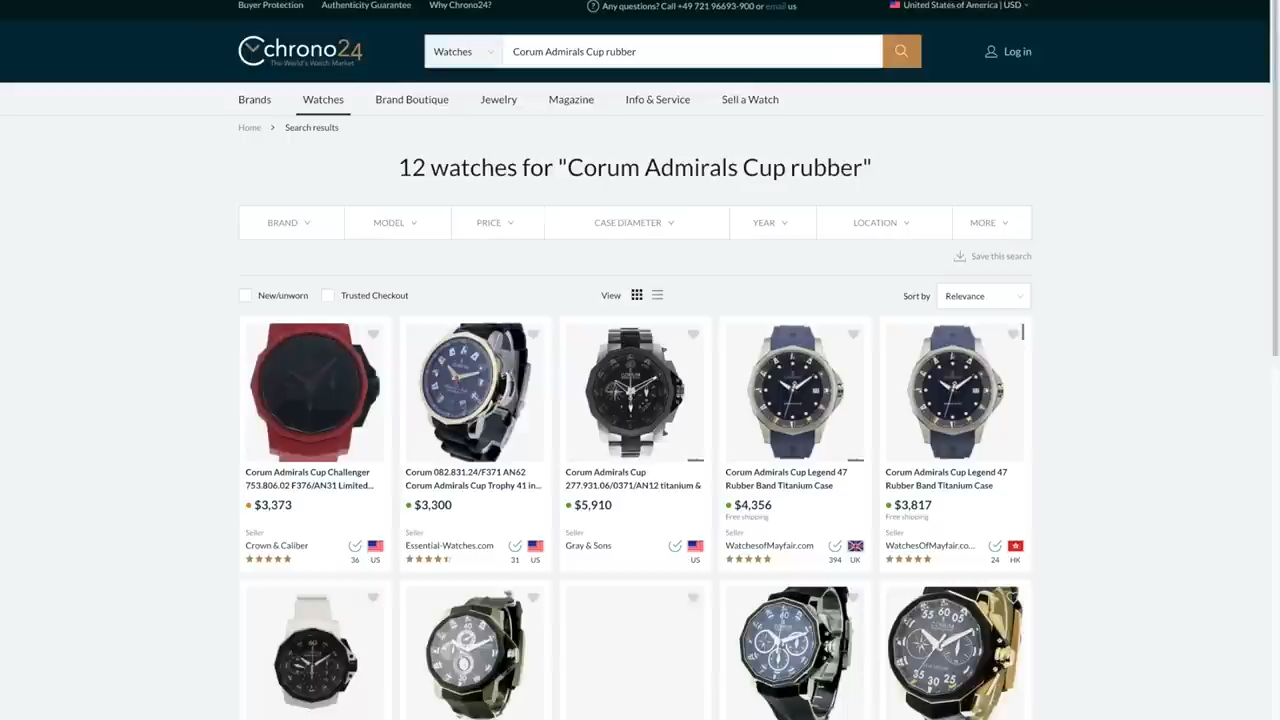 Buyer Protection Authenticity Guarantee Why Chrono24? Any questions? Call +49 721 96693-900 or email us United States of America | USD
chrono24
The World's Watch Market
Watches Corum Admirals Cup rubber Log in
Brands Watches Brand Boutique Jewelry Magazine Info & Service Sell a Watch
Home > Search results
12 watches for "Corum Admirals Cup rubber"
BRAND MODEL PRICE CASE DIAMETER YEAR LOCATION MORE
Save this search
New/unworn Trusted Checkout View Sort by Relevance
Corum Admirals Cup Challenger
753.806.02 F376/AN31 Limited...
$3,373
Seller
Crown & Caliber
36 US
Corum 082.831.24/F371 AN62
Corum Admirals Cup Trophy 41 in...
$3,300
Seller
Essential-Watches.com
31 US
Corum Admirals Cup
277.931.06/0371/AN12 titanium &
$5,910
Seller
Gray & Sons
US
Corum Admirals Cup Legend 47
Rubber Band Titanium Case
$4,356
Free shipping
Seller
WatchesofMayfair.com
394 UK
Corum Admirals Cup Legend 47
Rubber Band Titanium Case
$3,817
Free shipping
Seller
WatchesOfMayfair.co...
24 HK
60
60
55 60 05
35 30 25